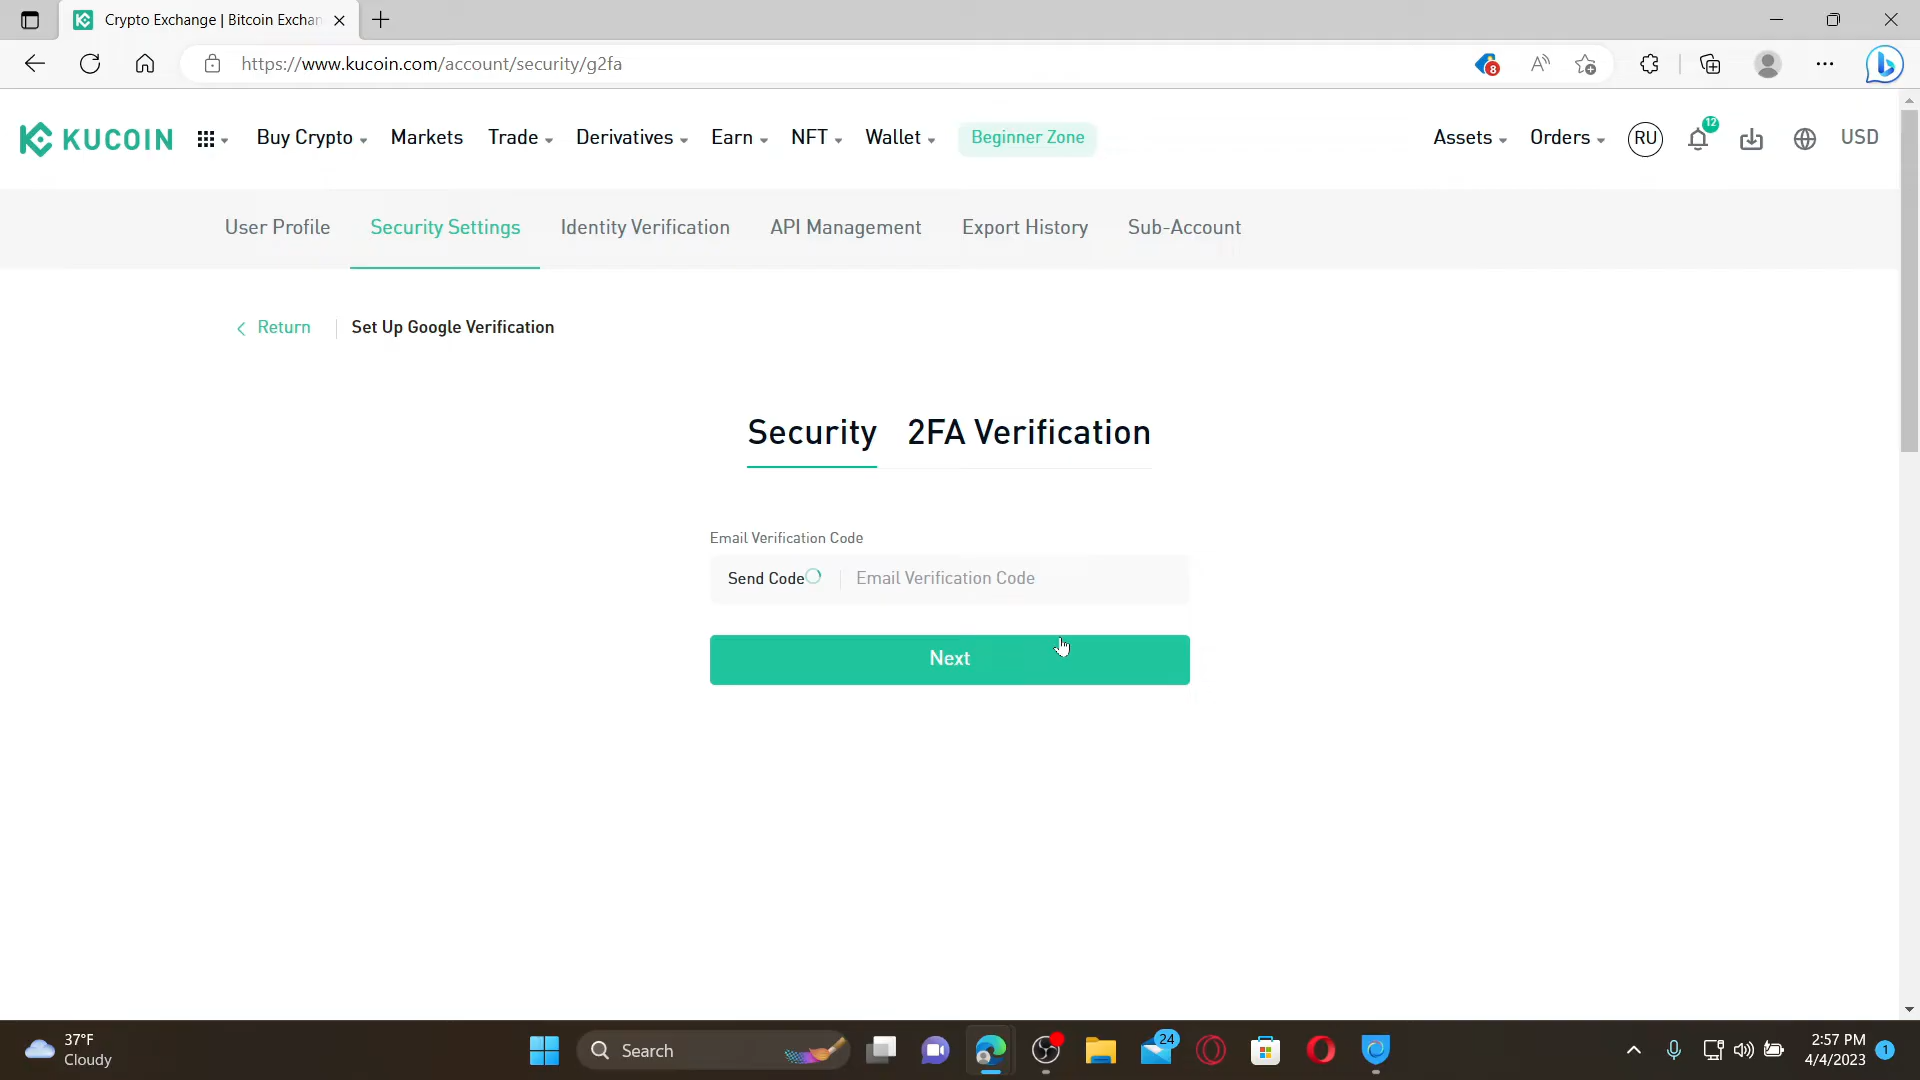 Crypto Exchange | Bitcoin Exchan
https://www.kucoin.com/account/security/g2fa
8
KUCOIN
Buy Crypto
Markets
Trade
Derivatives
Earn
NFT
Wallet
Beginner Zone
Assets
Orders
RU
12
USD
User Profile
Security Settings
Identity Verification
API Management
Export History
Sub-Account
Return
Set Up Google Verification
Security
2FA Verification
Email Verification Code
Send Code
Email Verification Code
Next
37°F
Cloudy
Search
24
2:57 PM
4/4/2023
1